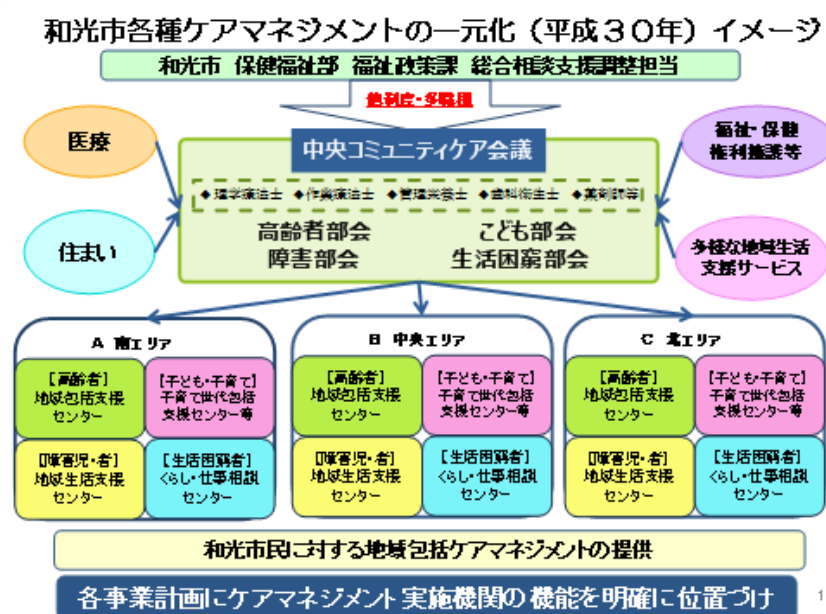 和光市各種ケアマネジメントの一元化（平成３０年）イメージ
和光市 保健福祉部 福祉政策課 総合相談支援調整担当
他制度・多職種
医療
中央コミュニティケア会議
福祉・保健
権利擁護等
◆理学療法士 ◆作業療法士 ◆管理栄養士 ◆歯科衛生士 ◆薬剤師等
高齢者部会 こども部会
障害部会 生活困窮部会
住まい
多様な地域生活
支援サービス
A 南エリア
【高齢者】
地域包括支援
センター
【子ども・子育て】
子育て世代包括
支援センター等
【障害児・者】
地域生活支援
センター
【生活困窮者】
くらし・仕事相談
センター
B 中央エリア
【高齢者】
地域包括支援
センター
【子ども・子育て】
子育て世代包括
支援センター等
【障害児・者】
地域生活支援
センター
【生活困窮者】
くらし・仕事相談
センター
C 北エリア
【高齢者】
地域包括支援
センター
【子ども・子育て】
子育て世代包括
支援センター等
【障害児・者】
地域生活支援
センター
【生活困窮者】
くらし・仕事相談
センター
和光市民に対する地域包括ケアマネジメントの提供
各事業計画にケアマネジメント実施機関の機能を明確に位置づけ
1